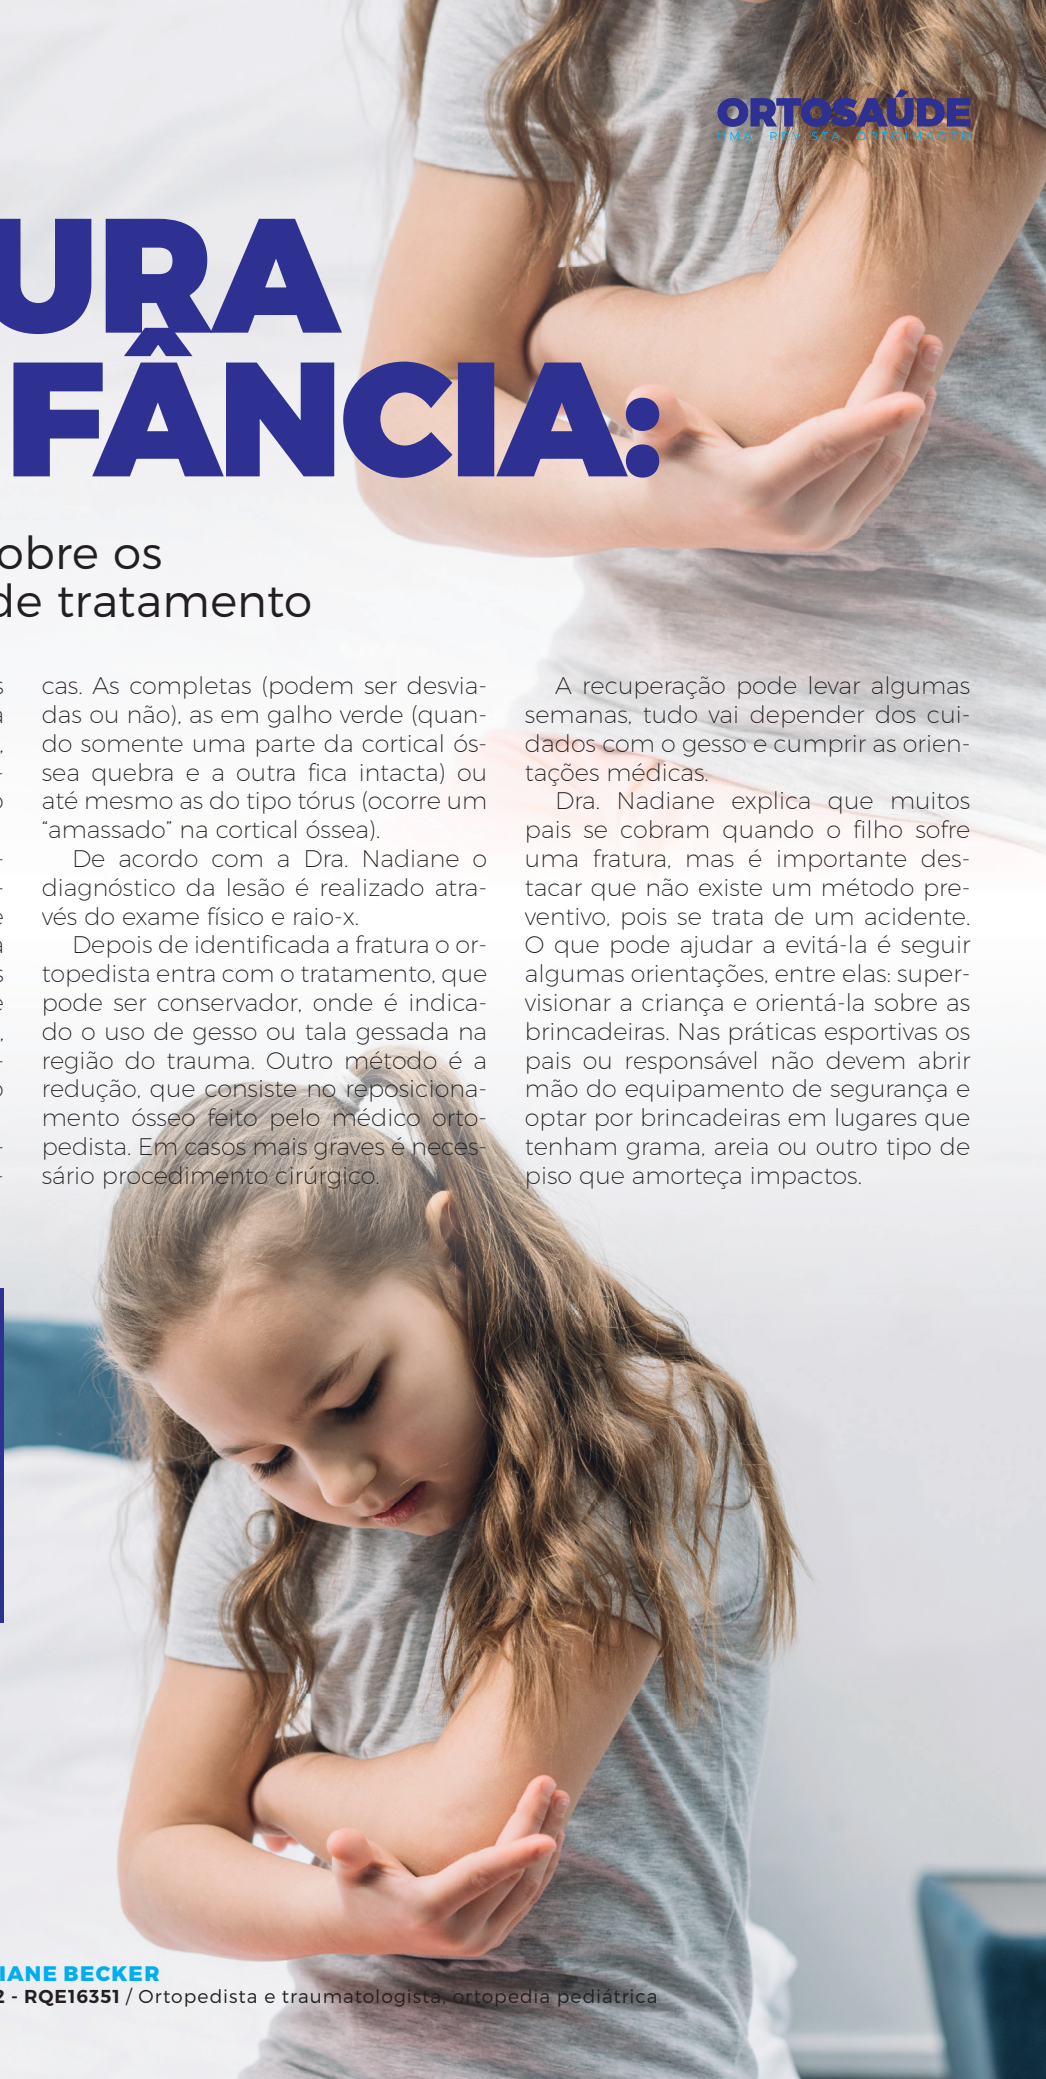 ORTOSAÚDE
UMA REVISTA ORTOIMAGEM
URA
FÂNCIA:
obre os
de tratamento
cas. As completas (podem ser desvia-
das ou não), as em galho verde (quan-
do somente uma parte da cortical ós-
sea quebra e a outra fica intacta) ou
até mesmo as do tipo tórus (ocorre um
“amassado” na cortical óssea).
De acordo com a Dra. Nadiane o
diagnóstico da lesão é realizado atra-
vés do exame físico e raio-x.
Depois de identificada a fratura o or-
topedista entra com o tratamento, que
pode ser conservador, onde é indica-
do o uso de gesso ou tala gessada na
região do trauma. Outro método é a
redução, que consiste no reposiciona-
mento ósseo feito pelo médico orto-
pedista. Em casos mais graves é neces-
sário procedimento cirúrgico.
A recuperação pode levar algumas
semanas, tudo vai depender dos cui-
dados com o gesso e cumprir as orien-
tações médicas.
Dra. Nadiane explica que muitos
pais se cobram quando o filho sofre
uma fratura, mas é importante des-
tacar que não existe um método pre-
ventivo, pois se trata de um acidente.
O que pode ajudar a evitá-la é seguir
algumas orientações, entre elas: super-
visionar a criança e orientá-la sobre as
brincadeiras. Nas práticas esportivas os
pais ou responsável não devem abrir
mão do equipamento de segurança e
optar por brincadeiras em lugares que
tenham grama, areia ou outro tipo de
piso que amorteça impactos.
IANE BECKER
2 - RQE16351 / Ortopedista e traumatologista, ortopedia pediátrica